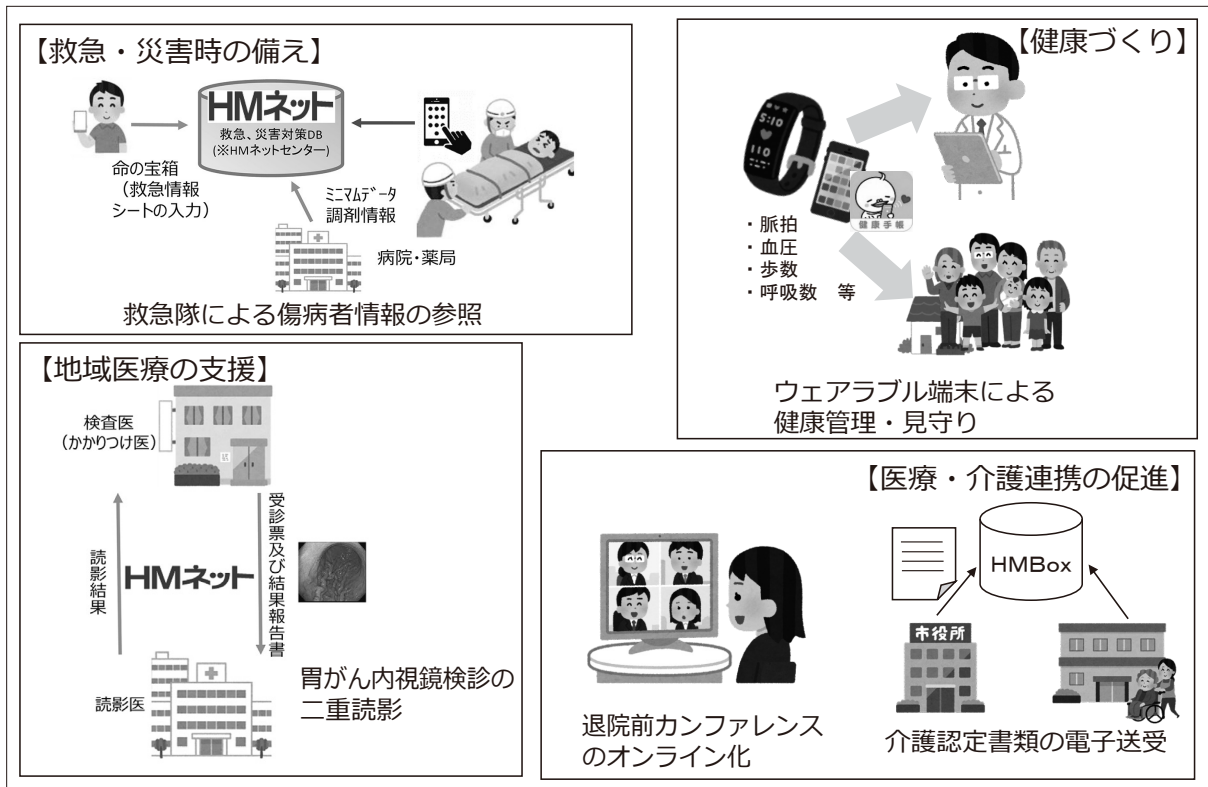 【救急・災害時の備え】
HMネット
救急、災害対策DB
(※HMネットセンター)
命の宝箱
（救急情報
シートの入力）
ミニマムデータ
調剤情報
病院・薬局
救急隊による傷病者情報の参照
【健康づくり】
5:10
110
健康手帳
・脈拍
・血圧
・歩数
・呼吸数　等
ウェアラブル端末による
健康管理・見守り
【地域医療の支援】
検査医
（かかりつけ医）
読影結果
HMネット
受診票及び結果報告書
読影医
胃がん内視鏡検診の
二重読影
【医療・介護連携の促進】
HMBox
市役所
退院前カンファレンス
のオンライン化
介護認定書類の電子送受